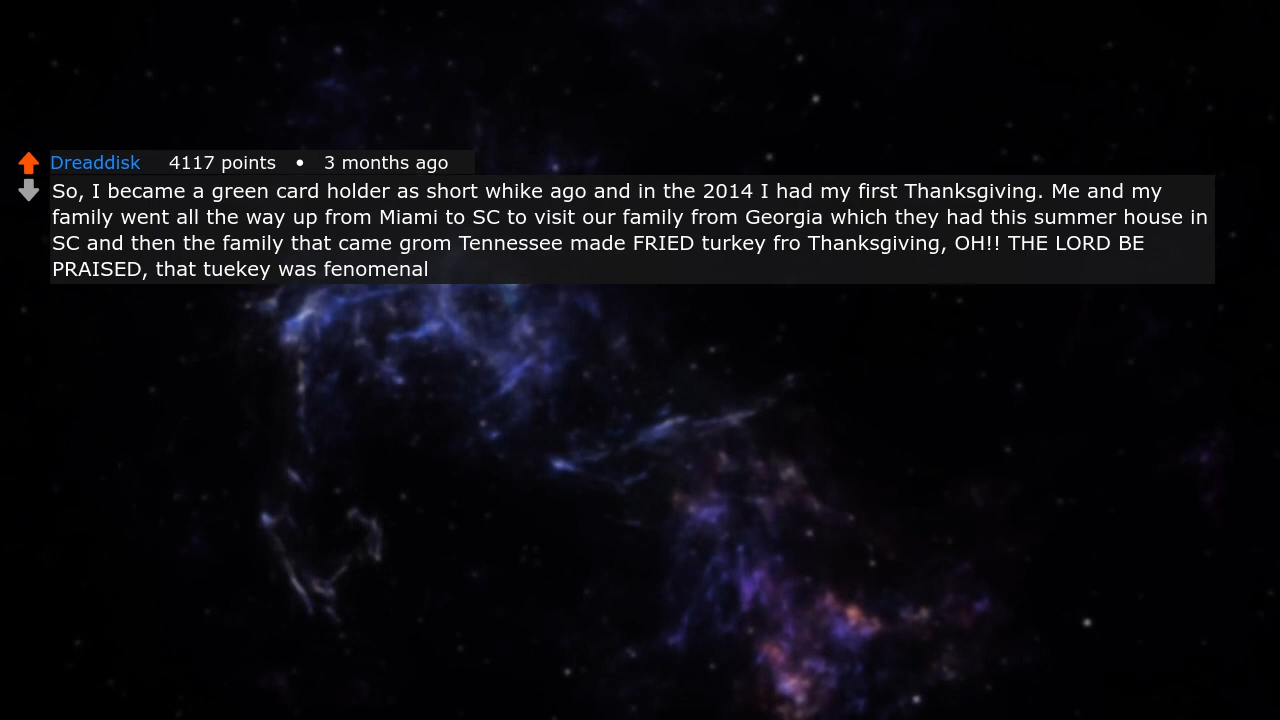 Dreaddisk 4117 points • 3 months ago
So, I became a green card holder as short whike ago and in the 2014 I had my first Thanksgiving. Me and my
family went all the way up from Miami to SC to visit our family from Georgia which they had this summer house in
SC and then the family that came grom Tennessee made FRIED turkey fro Thanksgiving, OH!! THE LORD BE
PRAISED, that tuekey was fenomenal